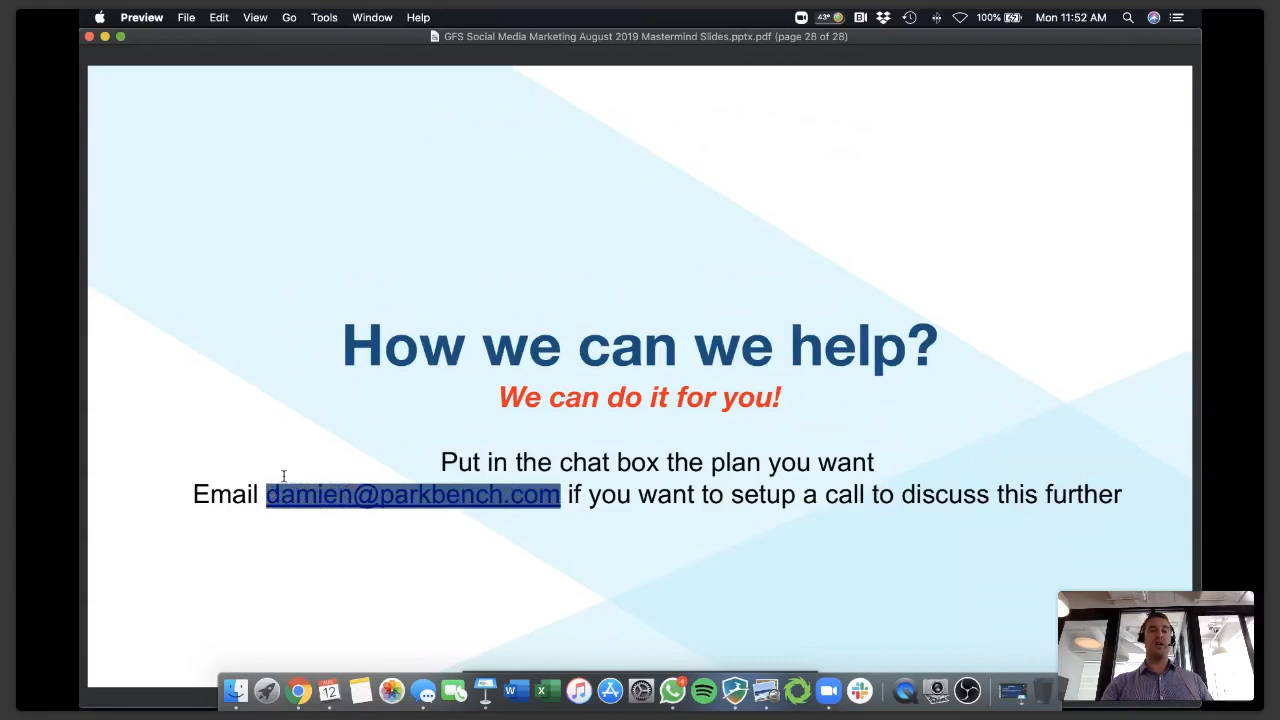 Preview File Edit View Go Tools Window Help 43° 100% Mon 11:52 AM
GFS Social Media Marketing August 2019 Mastermind Slides.pptx.pdf (page 28 of 28)
How we can we help?
We can do it for you!
Put in the chat box the plan you want
Email damien@parkbench.com if you want to setup a call to discuss this further
12